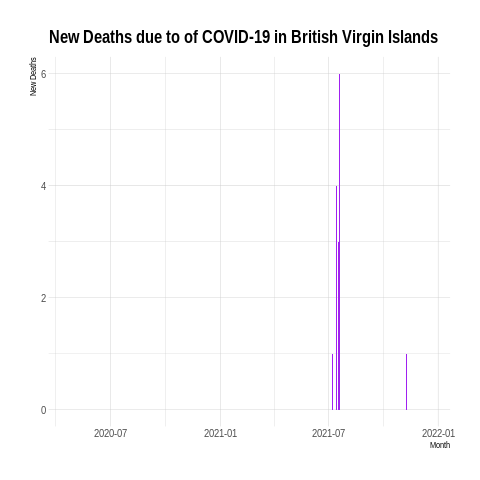 New Deaths due to of COVID-19 in British Virgin Islands
New Deaths
6
4
2
0
2020-07 2021-01 2021-07 2022-01
Month